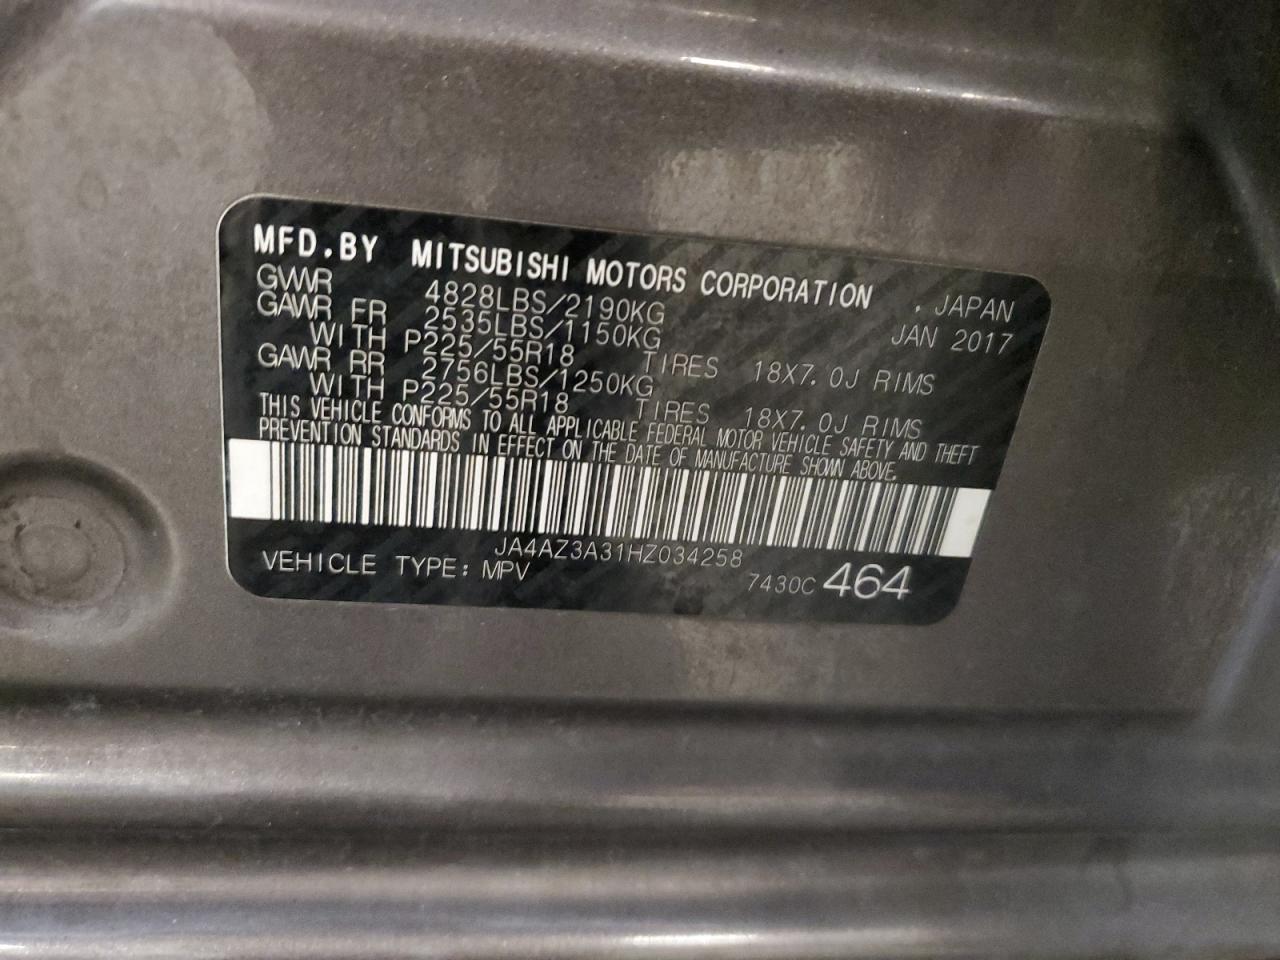 MFD.BY MITSUBISHI MOTORS CORPORATION . JAPAN
GVWR 4828LBS/2190KG JAN 2017
GAWR FR 2535LBS/1150KG
WITH P225/55R18 TIRES 18X7.0J RIMS
GAWR RR 2756LBS/1250KG
WITH P225/55R18 TIRES 18X7.0J RIMS
THIS VEHICLE CONFORMS TO ALL APPLICABLE FEDERAL MOTOR VEHICLE SAFETY AND THEFT
PREVENTION STANDARDS IN EFFECT ON THE DATE OF MANUFACTURE SHOWN ABOVE.
JA4AZ3A31HZ034258
VEHICLE TYPE: MPV 7430C 464